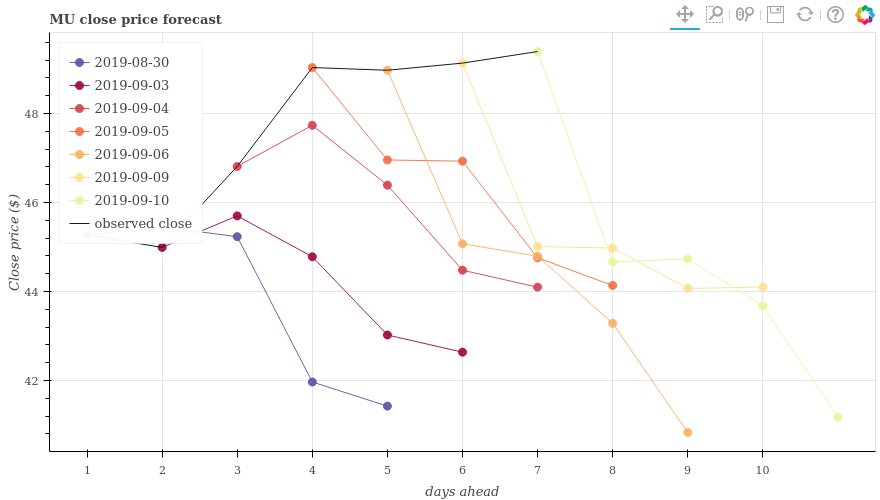 MU close price forecast
2019-08-30
2019-09-03
2019-09-04
2019-09-05
2019-09-06
2019-09-09
2019-09-10
observed close
Close price ($)
48
46
44
42
1 2 3 4 5 6 7 8 9 10
days ahead